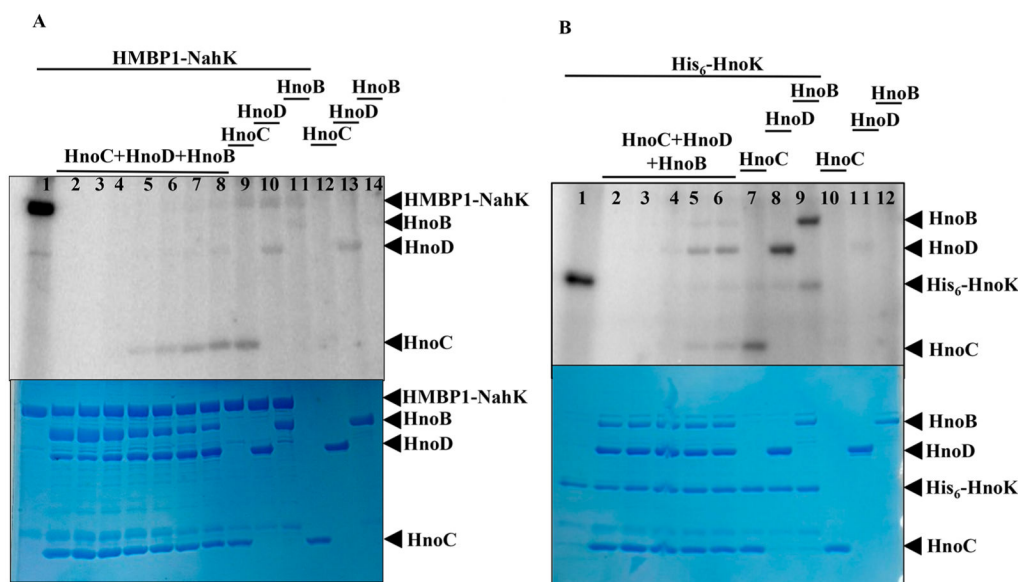 A
HMBP1-NahK
HnoB
HnoD
HnoC
HnoB
HnoD
HnoC
HnoC+HnoD+HnoB
1 2 3 4 5 6 7 8 9 10 11 12 13 14
HMBP1-NahK
HnoB
HnoD
HnoC
HMBP1-NahK
HnoB
HnoD
HnoC
B
His6-HnoK
HnoB
HnoD
HnoC
HnoB
HnoD
HnoC
HnoC+HnoD
+HnoB
1 2 3 4 5 6 7 8 9 10 11 12
HnoB
HnoD
His6-HnoK
HnoC
HnoB
HnoD
His6-HnoK
HnoC